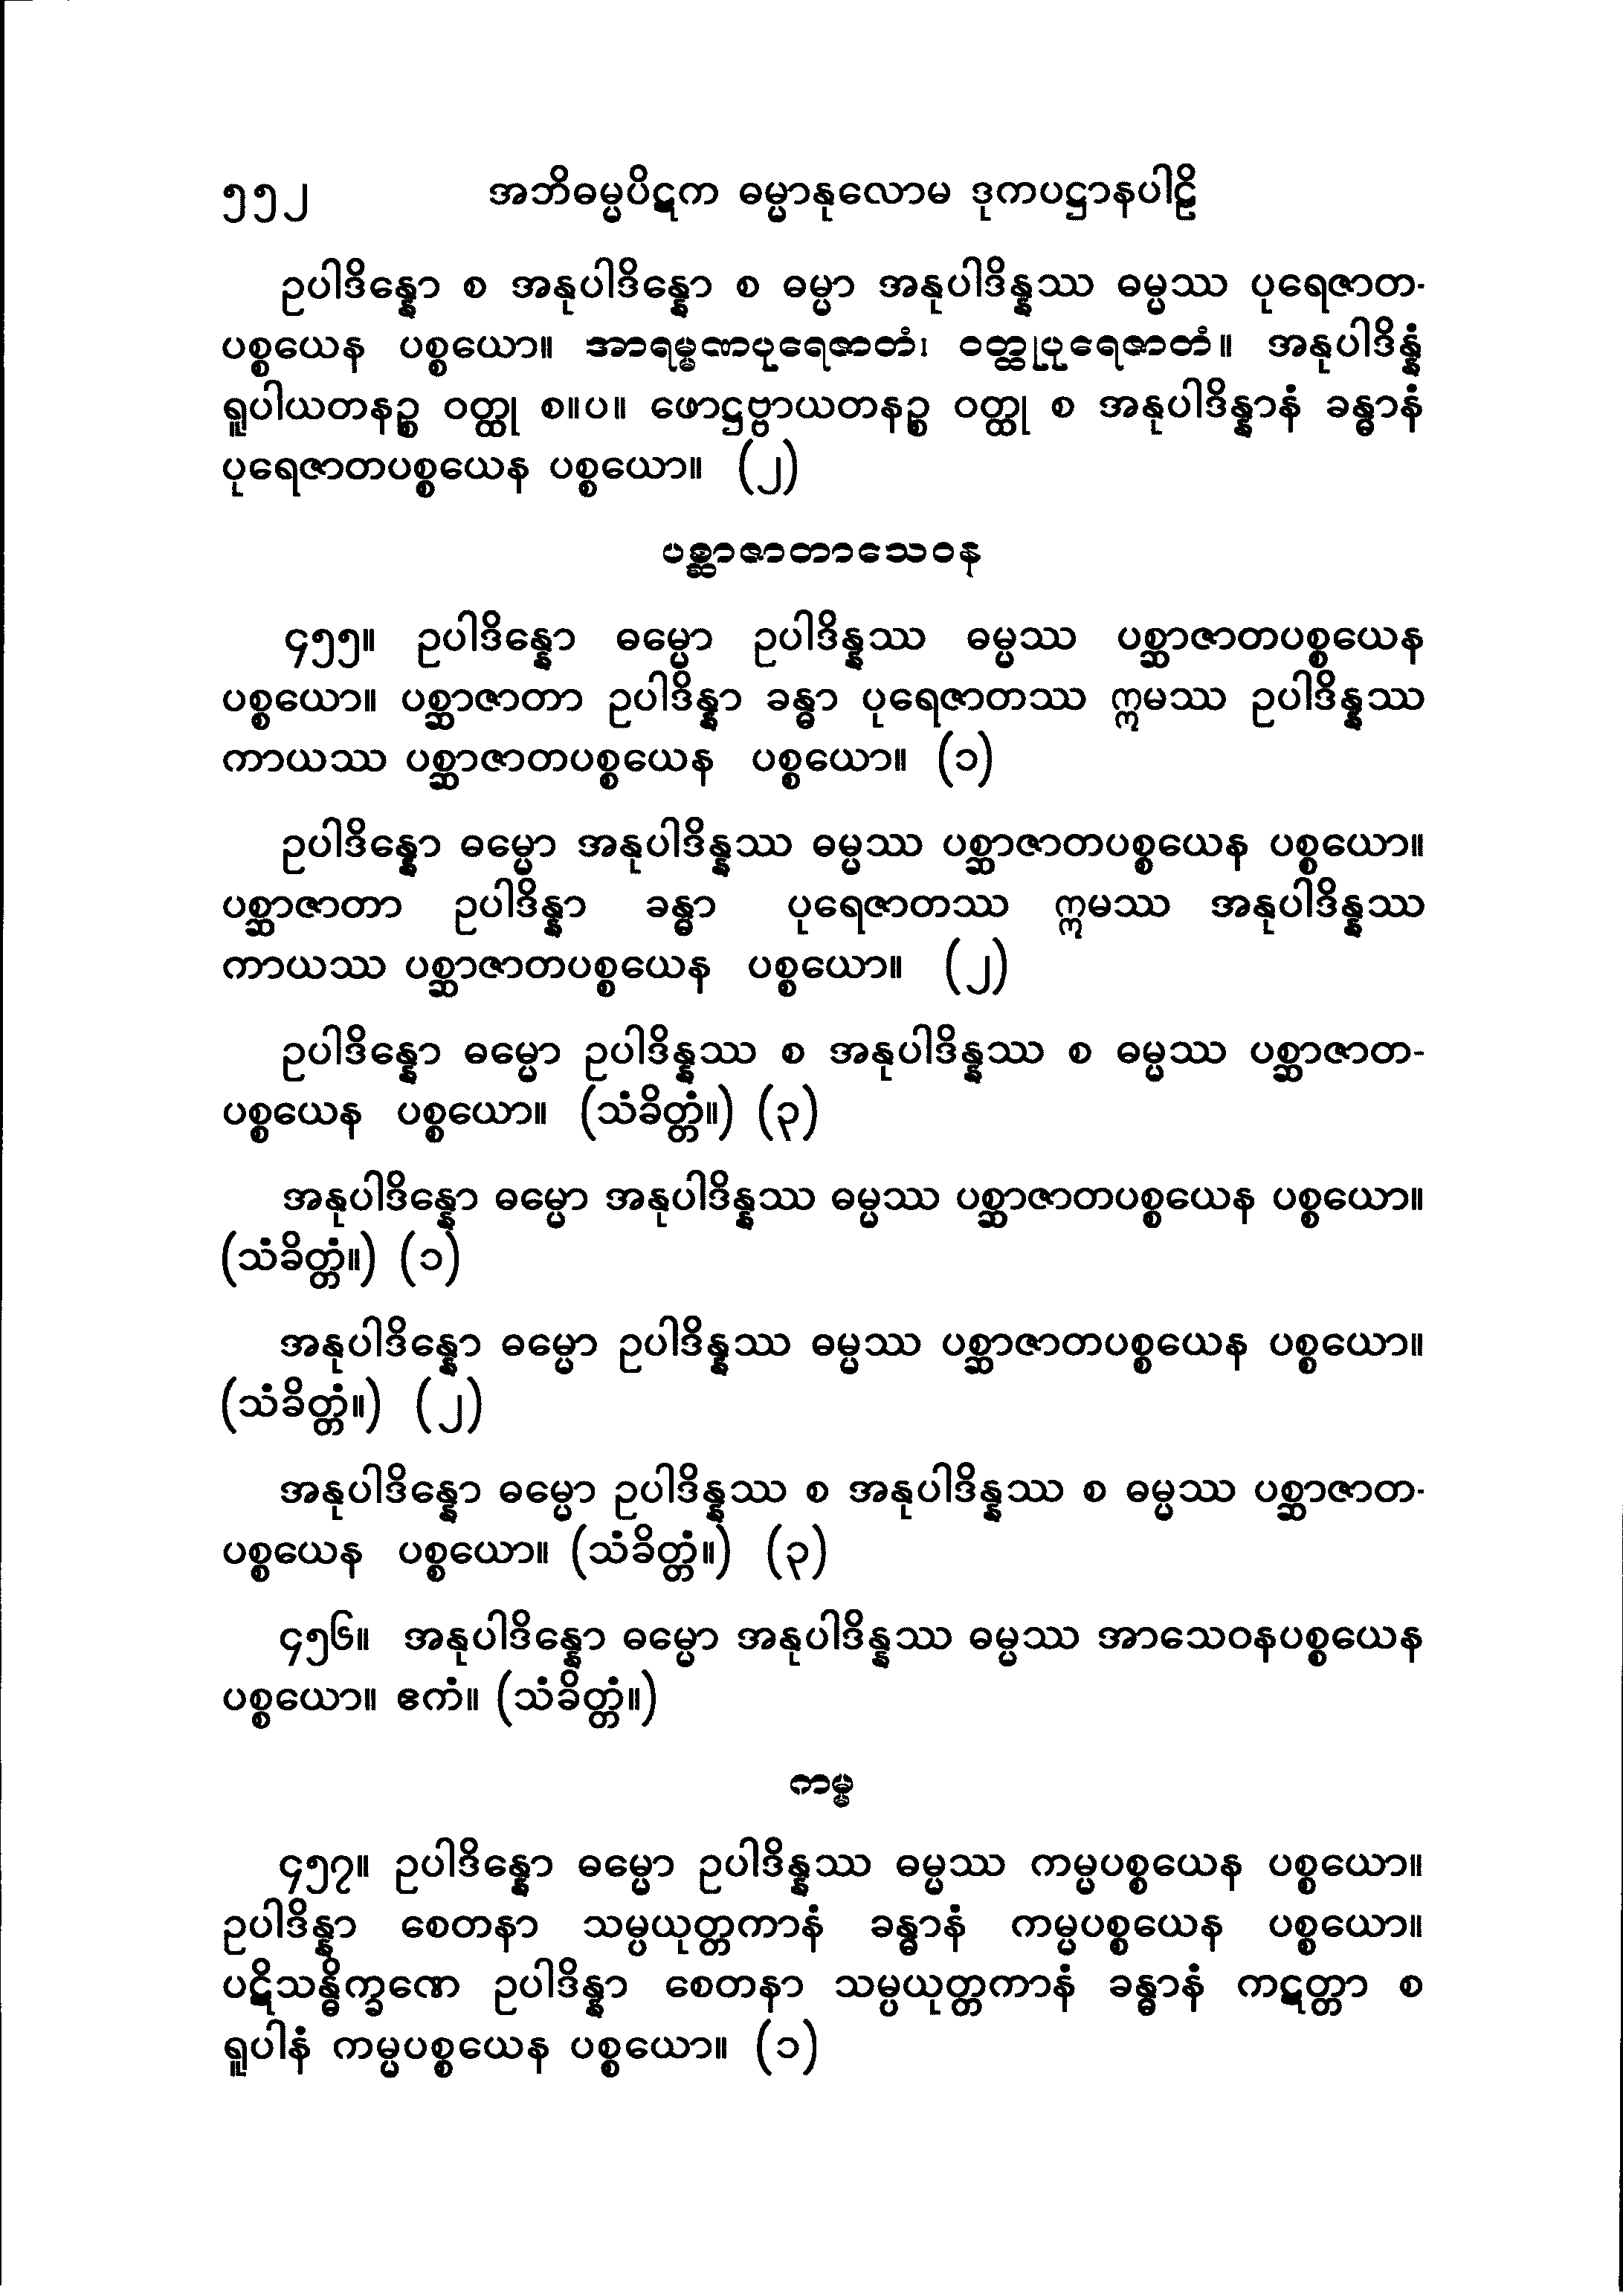 ၅၅၂ အဘိဓမ္မပိဋက ဓမ္မာနုလောမ ဒုကပဋ္ဌာနပါဠိ
ဥပါဒိန္နော စ အနုပါဒိန္နော စ ဓမ္မာ အနုပါဒိန္နဿ ဓမ္မဿ ပုရေဇာတ-
ပစ္စယေန ပစ္စယော။ အာရမ္မဏပုရေဇာတံ၊ ဝတ္ထုပုရေဇာတံ။ အနုပါဒိန္နံ
ရူပါယတနဉ္စ ဝတ္ထု စ။ပ။ ဖောဋ္ဌဗ္ဗာယတနဉ္စ ဝတ္ထု စ အနုပါဒိန္နာနံ ခန္ဓာနံ
ပုရေဇာတပစ္စယေန ပစ္စယော။ (၂)
ပစ္ဆာဇာတာသေဝန
၄၅၅။ ဥပါဒိန္နော ဓမ္မော ဥပါဒိန္နဿ ဓမ္မဿ ပစ္ဆာဇာတပစ္စယေန
ပစ္စယော။ ပစ္ဆာဇာတာ ဥပါဒိန္နာ ခန္ဓာ ပုရေဇာတဿ ဣမဿ ဥပါဒိန္နဿ
ကာယဿ ပစ္ဆာဇာတပစ္စယေန ပစ္စယော။ (၁)
ဥပါဒိန္နော ဓမ္မော အနုပါဒိန္နဿ ဓမ္မဿ ပစ္ဆာဇာတပစ္စယေန ပစ္စယော။
ပစ္ဆာဇာတာ ဥပါဒိန္နာ ခန္ဓာ ပုရေဇာတဿ ဣမဿ အနုပါဒိန္နဿ
ကာယဿ ပစ္ဆာဇာတပစ္စယေန ပစ္စယော။ (၂)
ဥပါဒိန္နော ဓမ္မော ဥပါဒိန္နဿ စ အနုပါဒိန္နဿ စ ဓမ္မဿ ပစ္ဆာဇာတ-
ပစ္စယေန ပစ္စယော။ (သံခိတ္တံ။) (၃)
အနုပါဒိန္နော ဓမ္မော အနုပါဒိန္နဿ ဓမ္မဿ ပစ္ဆာဇာတပစ္စယေန ပစ္စယော။
(သံခိတ္တံ။) (၁)
အနုပါဒိန္နော ဓမ္မော ဥပါဒိန္နဿ ဓမ္မဿ ပစ္ဆာဇာတပစ္စယေန ပစ္စယော။
(သံခိတ္တံ။) (၂)
အနုပါဒိန္နော ဓမ္မော ဥပါဒိန္နဿ စ အနုပါဒိန္နဿ စ ဓမ္မဿ ပစ္ဆာဇာတ-
ပစ္စယေန ပစ္စယော။ (သံခိတ္တံ။) (၃)
၄၅၆။ အနုပါဒိန္နော ဓမ္မော အနုပါဒိန္နဿ ဓမ္မဿ အာသေဝနပစ္စယေန
ပစ္စယော။ ဧကံ။ (သံခိတ္တံ။)
ကမ္မ
၄၅၇။ ဥပါဒိန္နော ဓမ္မော ဥပါဒိန္နဿ ဓမ္မဿ ကမ္မပစ္စယေန ပစ္စယော။
ဥပါဒိန္နာ စေတနာ သမ္ပယုတ္တကာနံ ခန္ဓာနံ ကမ္မပစ္စယေန ပစ္စယော။
ပဋိသန္ဓိက္ခဏေ ဥပါဒိန္နာ စေတနာ သမ္ပယုတ္တကာနံ ခန္ဓာနံ ကဋတ္တာ စ
ရူပါနံ ကမ္မပစ္စယေန ပစ္စယော။ (၁)